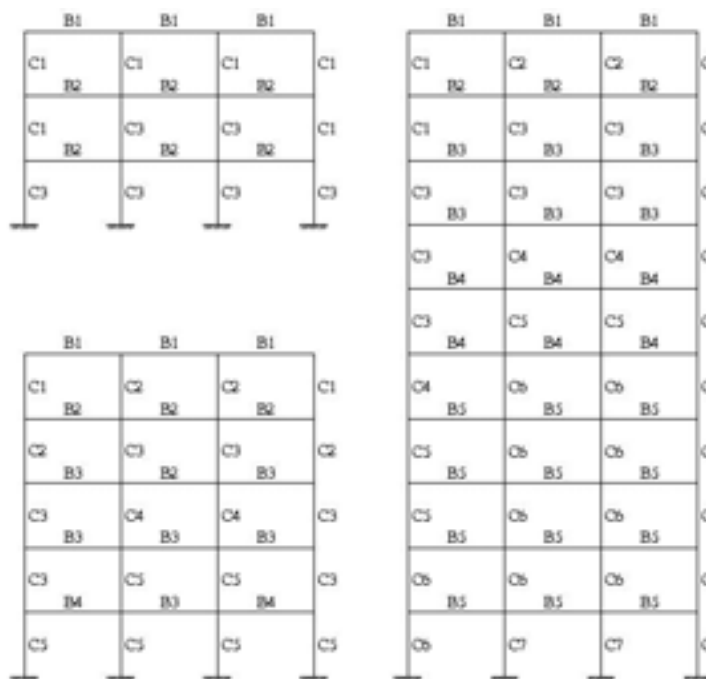 B1 B1 B1
C1 C1 C1 C1
B2 B2 B2
C1 C3 C3 C1
B2 B2 B2
C3 C3 C3 C3
B1 B1 B1
C1 C2 C2 C1
B2 B2 B2
C2 C3 C3 C2
B3 B2 B3
C3 C4 C4 C3
B3 B3 B3
C3 C5 C5 C3
B4 B3 B4
C5 C5 C5 C5
B1 B1 B1
C1 C2 C2
B2 B2 B2
C1 C3 C3
B3 B3 B3
C3 C3 C3
B3 B3 B3
C3 C4 C4
B4 B4 B4
C3 C5 C5
B4 B4 B4
C4 C6 C6
B5 B5 B5
C5 C6 C6
B5 B5 B5
C5 C6 C6
B5 B5 B5
C6 C6 C6
B5 B5 B5
C6 C7 C7